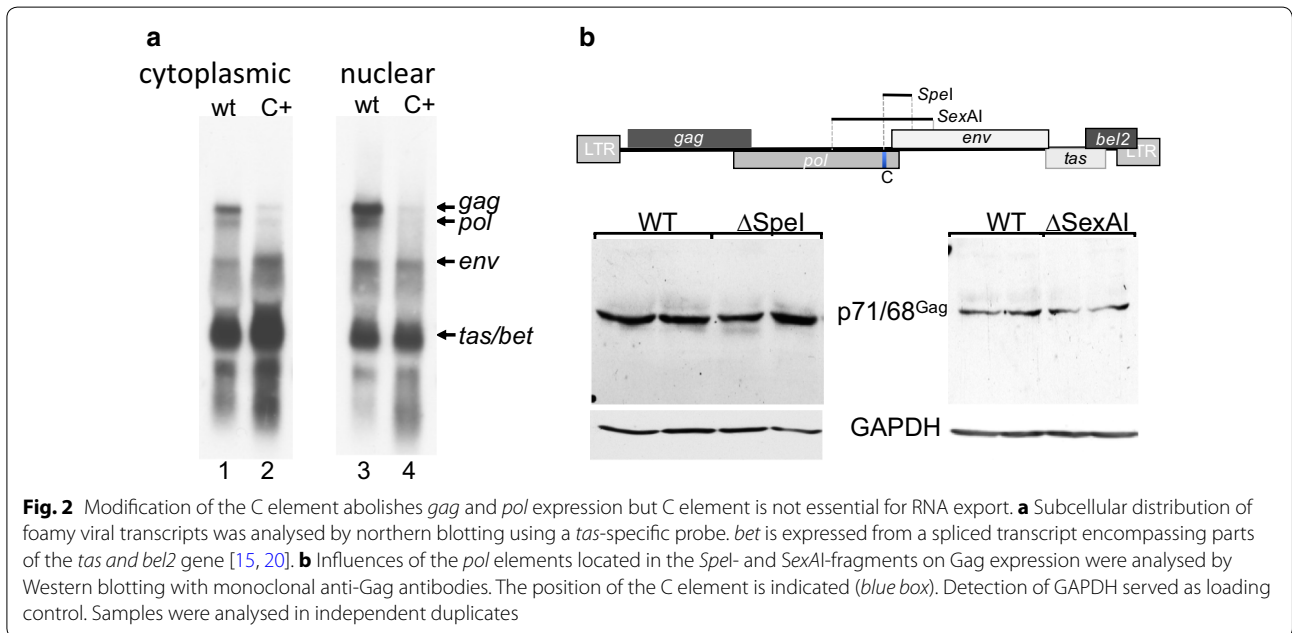 a
cytoplasmic nuclear
wt C+ wt C+
gag
pol
env
tas/bet
1 2 3 4
b
SpeI
SexAI
LTR gag pol env tas bel2 LTR
C
WT ΔSpeI
WT ΔSexAI
p71/68Gag
GAPDH
Fig. 2 Modification of the C element abolishes gag and pol expression but C element is not essential for RNA export. a Subcellular distribution of
foamy viral transcripts was analysed by northern blotting using a tas-specific probe. bet is expressed from a spliced transcript encompassing parts
of the tas and bel2 gene [15, 20]. b Influences of the pol elements located in the SpeI- and SexAI-fragments on Gag expression were analysed by
Western blotting with monoclonal anti-Gag antibodies. The position of the C element is indicated (blue box). Detection of GAPDH served as loading
control. Samples were analysed in independent duplicates